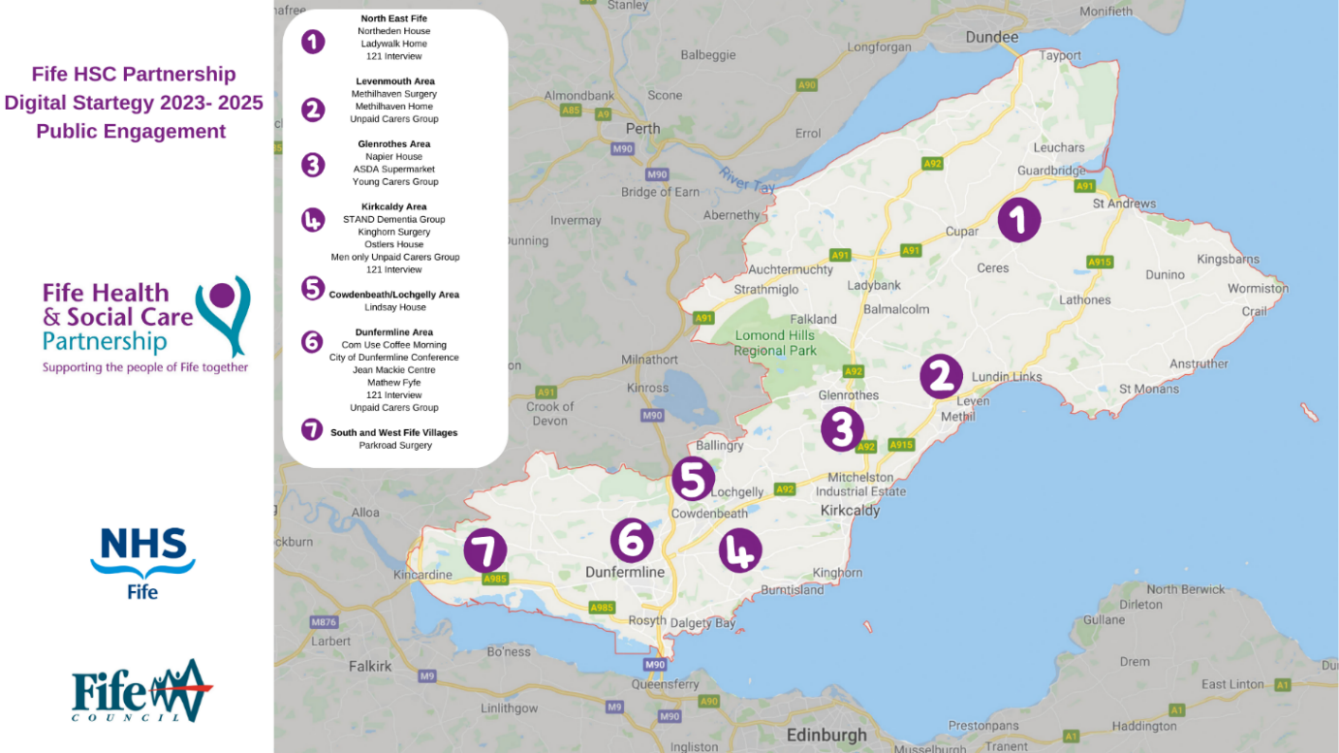 Fife HSC Partnership
Digital Startegy 2023- 2025
Public Engagement
Fife Health
& Social Care
Partnership
Supporting the people of Fife together
NHS
Fife
Fife
COUNCIL
1
North East Fife
Northeden House
Ladywalk Home
121 Interview
2
Levenmouth Area
Methilhaven Surgery
Methilhaven Home
Unpaid Carers Group
3
Glenrothes Area
Napier House
ASDA Supermarket
Young Carers Group
4
Kirkcaldy Area
STAND Dementia Group
Kinghorn Surgery
Ostlers House
Men only Unpaid Carers Group
121 Interview
5
Cowdenbeath/Lochgelly Area
Lindsay House
6
Dunfermline Area
Com Use Coffee Morning
City of Dunfermline Conference
Jean Mackie Centre
Mathew Fyfe
121 Interview
Unpaid Carers Group
7
South and West Fife Villages
Parkroad Surgery
Stanley
Monifieth
Dundee
Longforgan
Balbeggie
Tayport
A90
Almondbank
Scone
A85
A9
Perth
Errol
M90
Leuchars
A92
M90
Guardbridge
River Tay
A91
Bridge of Earn
St Andrews
Abernethy
Invermay
1
Cupar
Dunning
A91
A91
Kingsbarns
A915
Auchtermuchty
Ceres
Dunino
Strathmiglo
Ladybank
Wormiston
Lathones
Balmalcolm
Crail
A91
Falkland
Lomond Hills
Regional Park
Milnathort
Anstruther
A92
2
Lundin Links
Kinross
St Monans
A91
Glenrothes
Leven
Crook of
Devon
M90
Methil
3
A92
A915
Ballingry
5
Mitchelston
Industrial Estate
Lochgelly
A92
Alloa
Cowdenbeath
Kirkcaldy
7
6
4
Dunfermline
Kincardine
A985
Kinghorn
Burntisland
North Berwick
A985
Dirleton
M876
Rosyth
Dalgety Bay
Gullane
Larbert
Bo'ness
Falkirk
M90
Drem
M9
Queensferry
East Linton
A1
A90
Linlithgow
M9
M90
A1
Prestonpans
Haddington
Edinburgh
A1
Ingliston
Musselburgh
Tranent